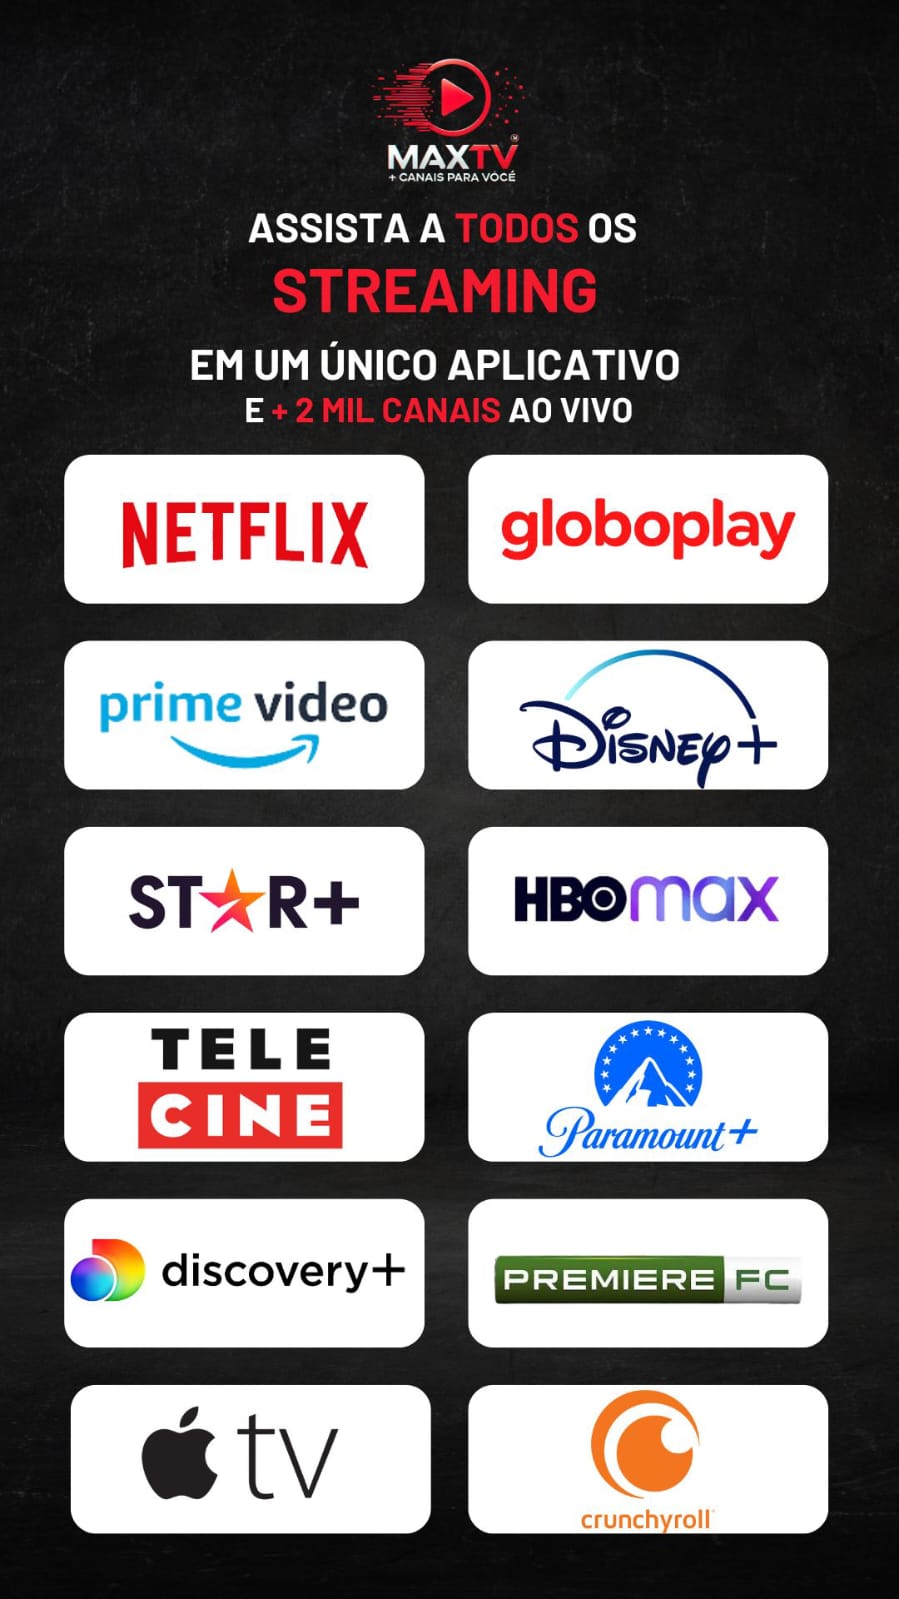 MAXTV
+ CANAIS PARA VOCÊ
ASSISTA A TODOS OS
STREAMING
EM UM ÚNICO APLICATIVO
E + 2 MIL CANAIS AO VIVO
NETFLIX
globoplay
prime video
Disney+
ST★R+
HBOmax
TELE
CINE
Paramount+
discovery+
PREMIERE FC
tv
crunchyroll